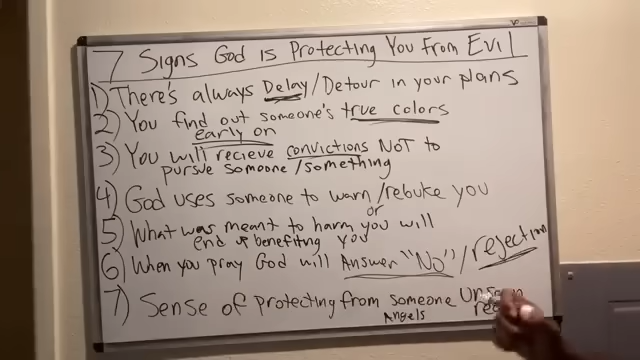 7 Signs God is Protecting You From Evil
1) There's always Delay/Detour in your plans
2) You find out someone's true colors
early on
3) You will recieve convictions NOT to
pursue someone/something
4) God uses someone to warn/rebuke you
or
5) What was meant to harm you will
end up benefiting you
6) When you pray God will Answer "No"/rejection
7) Sense of protecting from someone
Angels